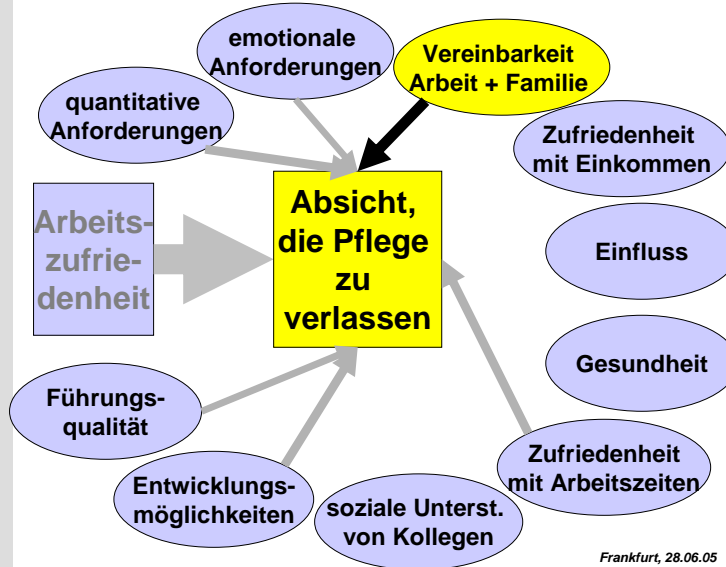 emotionale
Anforderungen
Vereinbarkeit
Arbeit + Familie
quantitative
Anforderungen
Zufriedenheit
mit Einkommen
Arbeits-
zufrie-
denheit
Absicht,
die Pflege
zu
verlassen
Einfluss
Gesundheit
Führungs-
qualität
Zufriedenheit
mit Arbeitszeiten
Entwicklungs-
möglichkeiten
soziale Unterst.
von Kollegen
Frankfurt, 28.06.05